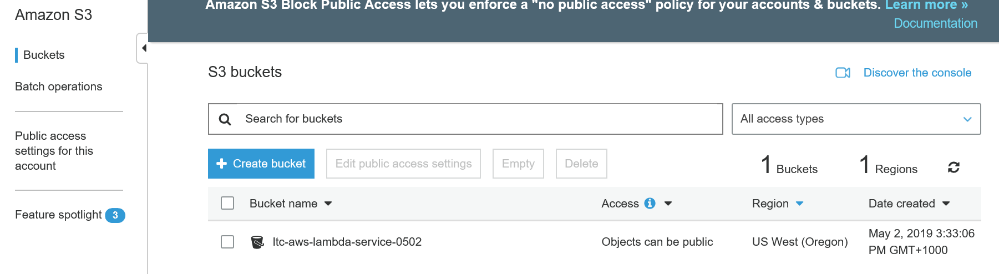 Amazon S3
Buckets
Batch operations
Public access
settings for this
account
Feature spotlight 3
Amazon S3 Block Public Access lets you enforce a "no public access" policy for your accounts & buckets. Learn more »
Documentation
S3 buckets
Discover the console
Search for buckets
All access types
Create bucket
Edit public access settings
Empty
Delete
1 Buckets
1 Regions
Bucket name
Access
Region
Date created
ltc-aws-lambda-service-0502
Objects can be public
US West (Oregon)
May 2, 2019 3:33:06
PM GMT+1000